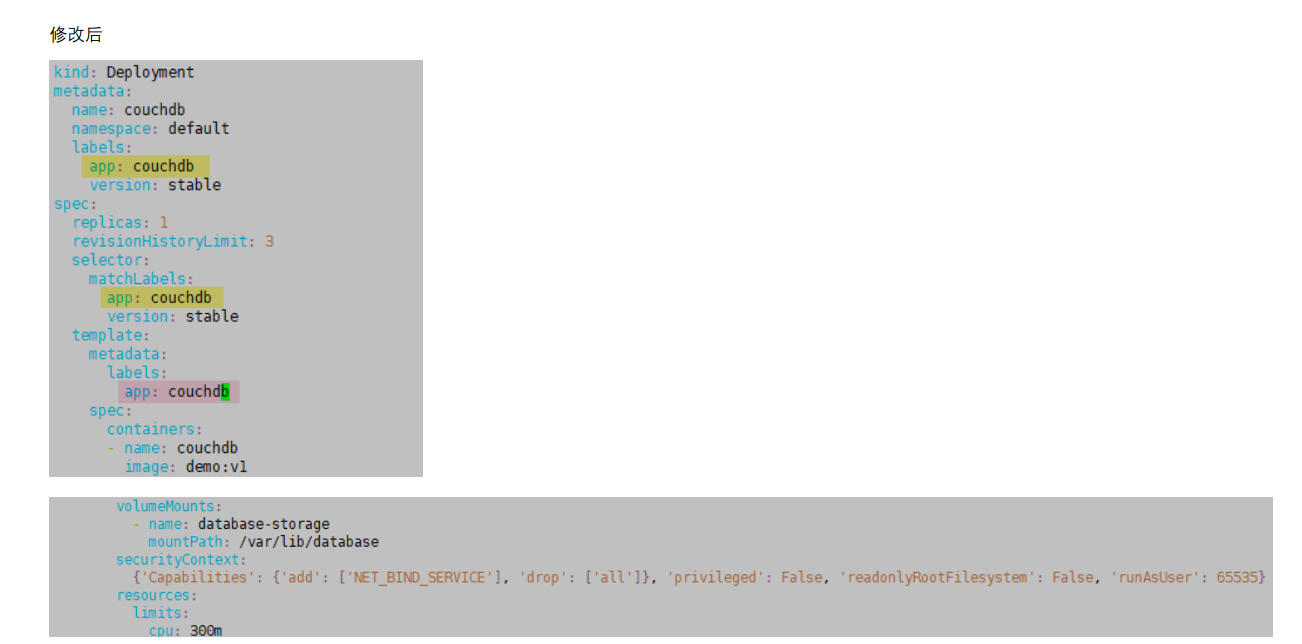 修改后
kind: Deployment
metadata:
  name: couchdb
  namespace: default
  labels:
    app: couchdb
    version: stable
spec:
  replicas: 1
  revisionHistoryLimit: 3
  selector:
    matchLabels:
      app: couchdb
      version: stable
  template:
    metadata:
      labels:
        app: couchdb
    spec:
      containers:
      - name: couchdb
        image: demo:v1
        volumeMounts:
          - name: database-storage
            mountPath: /var/lib/database
        securityContext:
          {'Capabilities': {'add': ['NET_BIND_SERVICE'], 'drop': ['all']}, 'privileged': False, 'readonlyRootFilesystem': False, 'runAsUser': 65535}
        resources:
          limits:
            cpu: 300m